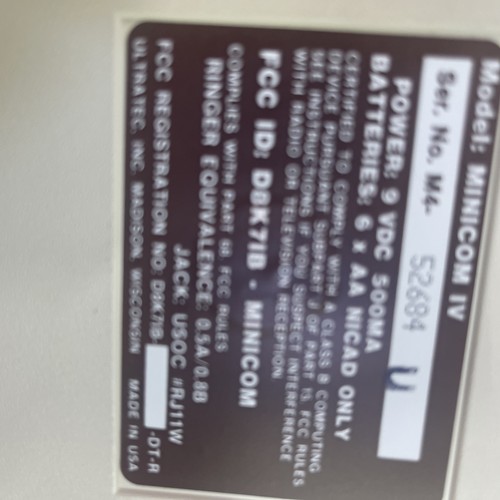 Model: MINICOM IV
Ser. No. M4- 52684 U
POWER: 9 VDC 500MA
BATTERIES: 6 x AA NICAD ONLY
CERTIFIED TO COMPLY WITH A CLASS B COMPUTING
DEVICE PURSUANT SUBPART J OF PART 15 FCC RULES
SEE INSTRUCTIONS IF YOU SUSPECT INTERFERENCE
WITH RADIO OR TELEVISION RECEPTION.
FCC ID: D8K7IB - MINICOM
COMPLIES WITH PART 68, FCC RULES
RINGER EQUIVALENCE: 0.5A/0.8B
JACK: USOC #RJ11W
FCC REGISTRATION NO: D8K7IB- -DT-R
ULTRATEC, INC. MADISON, WISCONSIN MADE IN USA